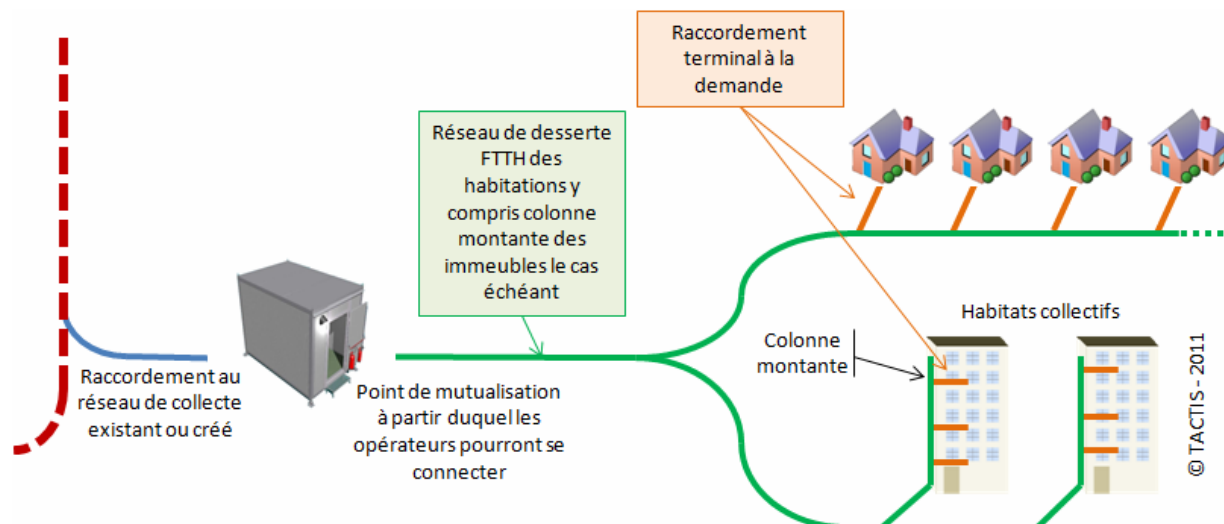 Raccordement
terminal à la
demande
Réseau de desserte
FTTH des
habitations y
compris colonne
montante des
immeubles le cas
échéant
Habitats collectifs
Colonne
montante
Raccordement au
réseau de collecte
existant ou créé
Point de mutualisation
à partir duquel les
opérateurs pourront se
connecter
© TACTIS - 2011